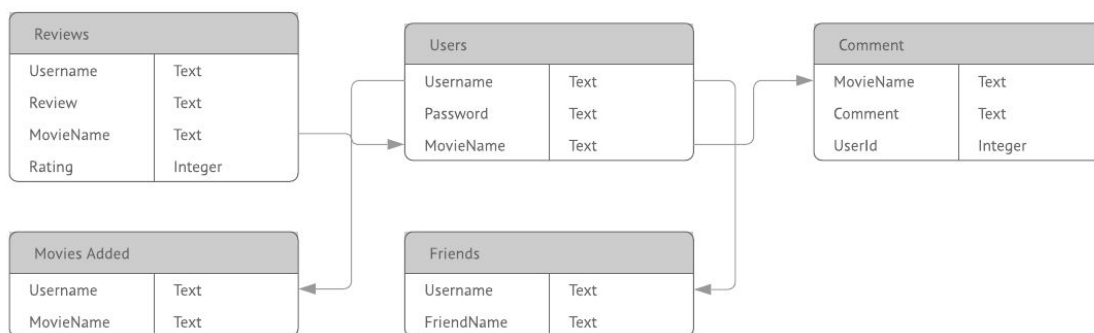 Reviews
Username Text
Review Text
MovieName Text
Rating Integer
Users
Username Text
Password Text
MovieName Text
Comment
MovieName Text
Comment Text
UserId Integer
Movies Added
Username Text
MovieName Text
Friends
Username Text
FriendName Text